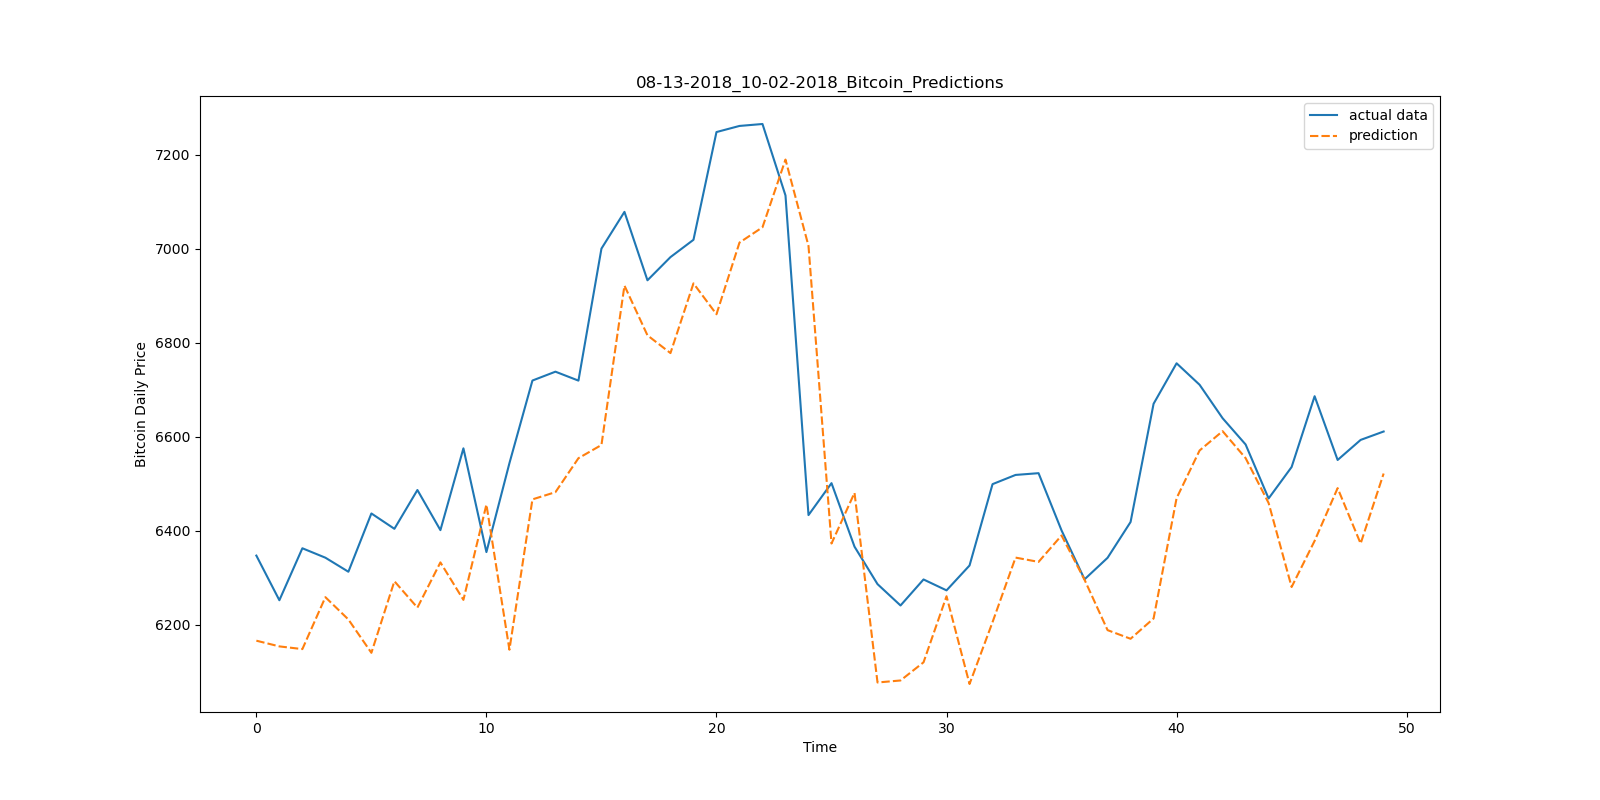 08-13-2018_10-02-2018_Bitcoin_Predictions
actual data
prediction
7200
7000
6800
6600
6400
6200
Bitcoin Daily Price
0 10 20 30 40 50
Time